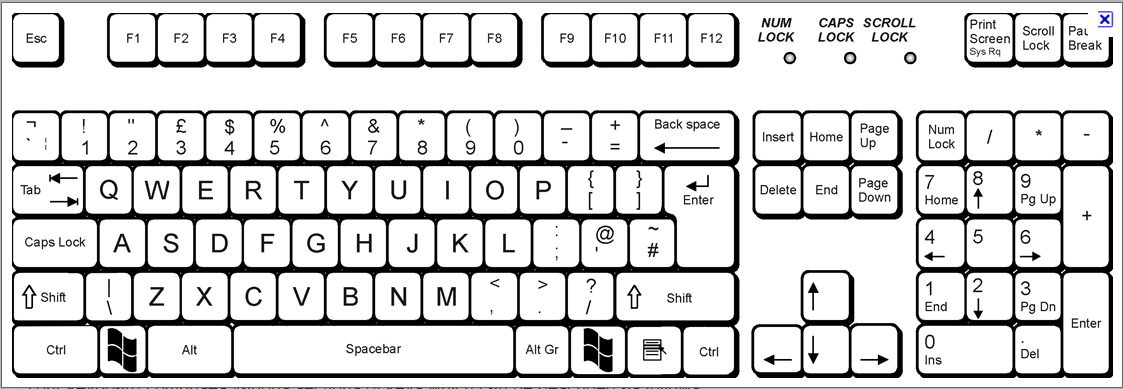 Esc F1 F2 F3 F4 F5 F6 F7 F8 F9 F10 F11 F12
NUM LOCK
CAPS LOCK
SCROLL LOCK
Print Screen Sys Rq
Scroll Lock
Break
¬ ` ¦
! 1
" 2
£ 3
$ 4
% 5
^ 6
& 7
* 8
( 9
) 0
_ -
+ =
Back space
Insert Home Page Up
Num Lock / * -
Tab Q W E R T Y U I O P { [ } ] Enter
Delete End Page Down
7 Home 8 9 Pg Up +
Caps Lock A S D F G H J K L : ; @ ' ~ #
4 5 6
Shift | \ Z X C V B N M < , > . ? / Shift
1 End 2 3 Pg Dn Enter
Ctrl Alt Spacebar Alt Gr Ctrl
0 Ins . Del